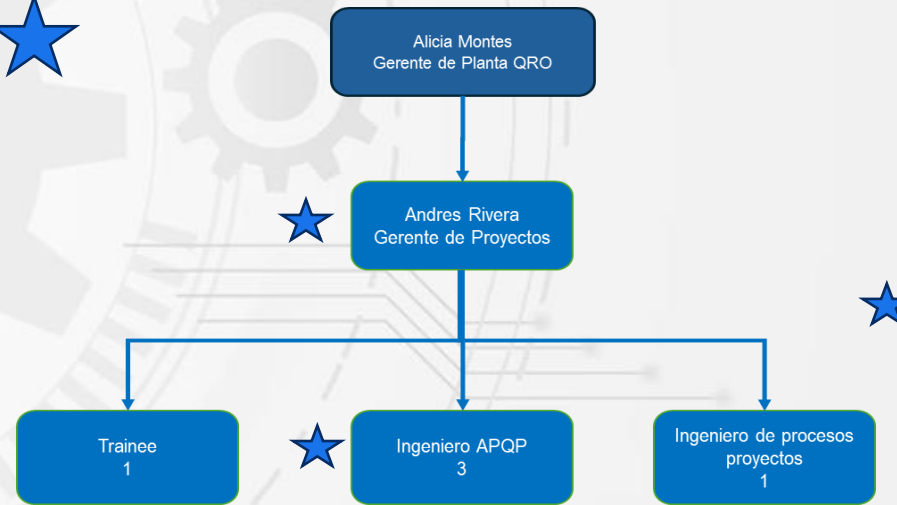 Alicia Montes
Gerente de Planta QRO
Andres Rivera
Gerente de Proyectos
Trainee
1
Ingeniero APQP
3
Ingeniero de procesos
proyectos
1